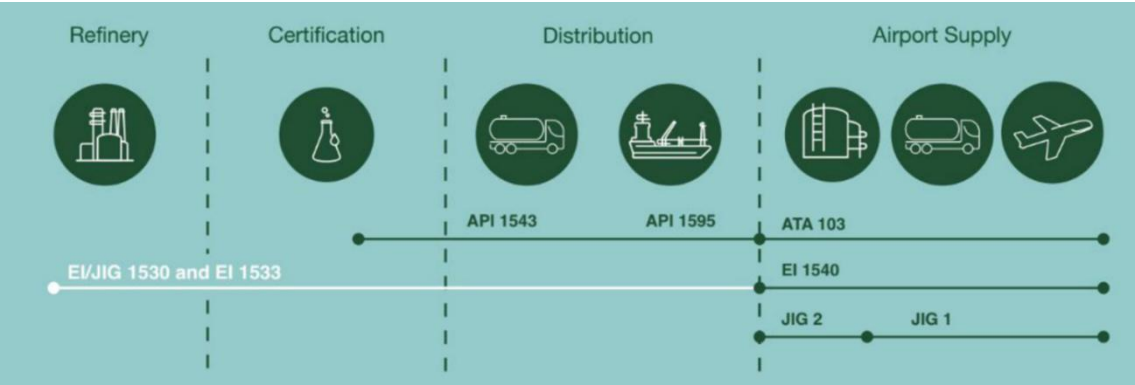 Refinery
Certification
Distribution
Airport Supply
API 1543
API 1595
ATA 103
EI/JIG 1530 and EI 1533
EI 1540
JIG 2
JIG 1